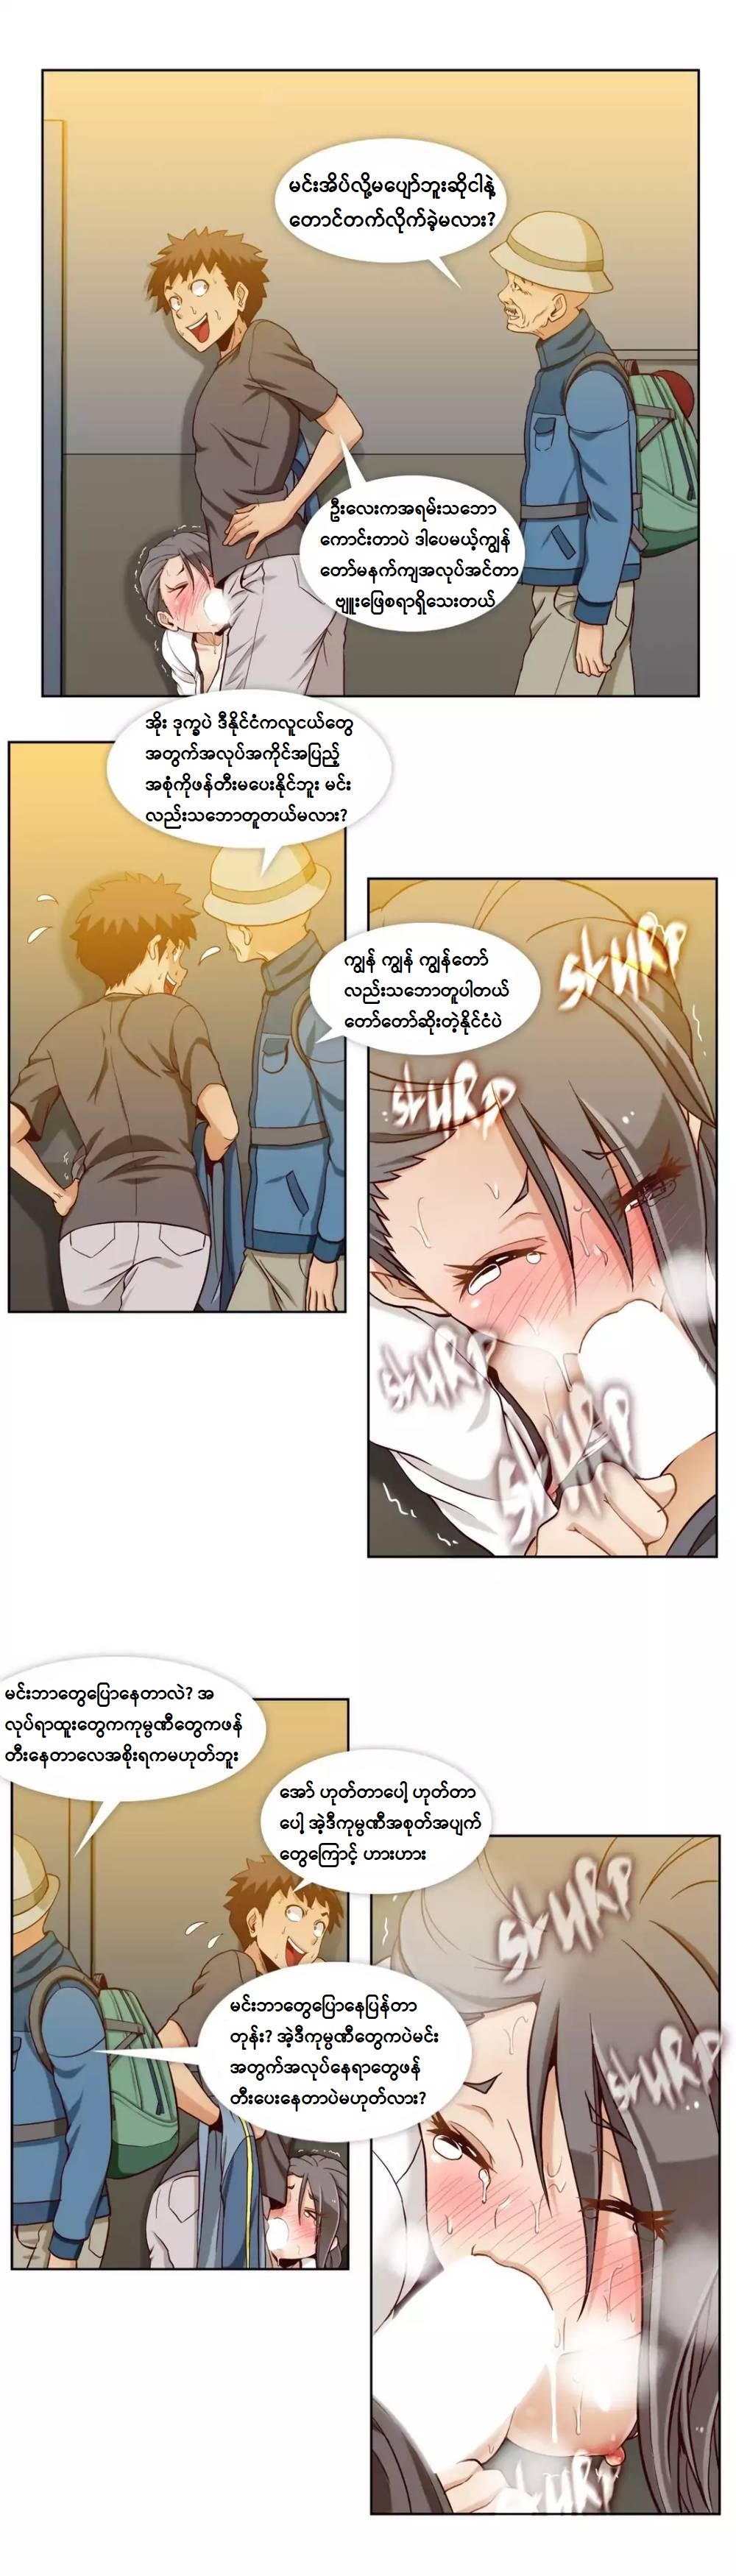 မင်းအိပ်လို့မပျော်ဘူးဆိုငါနဲ့
တောင်တက်လိုက်ခဲ့မလား?
ဦးလေးကအရမ်းသဘော
ကောင်းတာပဲ ဒါပေမယ့်ကျွန်
တော်မနက်ကျအလုပ်အင်တာ
ဗျူးဖြေစရာရှိသေးတယ်
အိုး ဒုက္ခပဲ ဒီနိုင်ငံကလူငယ်တွေ
အတွက်အလုပ်အကိုင်အပြည့်
အစုံကိုဖန်တီးမပေးနိုင်ဘူး မင်း
လည်းသဘောတူတယ်မလား?
ကျွန် ကျွန် ကျွန်တော်
လည်းသဘောတူပါတယ်
တော်တော်ဆိုးတဲ့နိုင်ငံပဲ
SLURP
SLURP
SLURP
SLURP
မင်းဘာတွေပြောနေတာလဲ? အ
လုပ်ရာထူးတွေကကုမ္ပဏီတွေကဖန်
တီးနေတာလေအစိုးရကမဟုတ်ဘူး
အော် ဟုတ်တာပေါ့ ဟုတ်တာ
ပေါ့ အဲ့ဒီကုမ္ပဏီအစုတ်အပျက်
တွေကြောင့် ဟားဟား
SLURP
မင်းဘာတွေပြောနေပြန်တာ
တုန်း? အဲ့ဒီကုမ္ပဏီတွေကပဲမင်း
အတွက်အလုပ်နေရာတွေဖန်
တီးပေးနေတာပဲမဟုတ်လား?
SLURP
SLURP